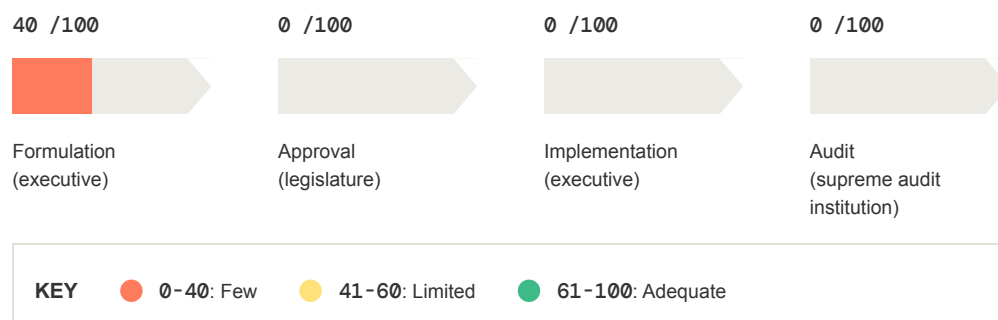 40 /100
0 /100
0 /100
0 /100
Formulation
(executive)
Approval
(legislature)
Implementation
(executive)
Audit
(supreme audit
institution)
KEY
0-40: Few
41-60: Limited
61-100: Adequate